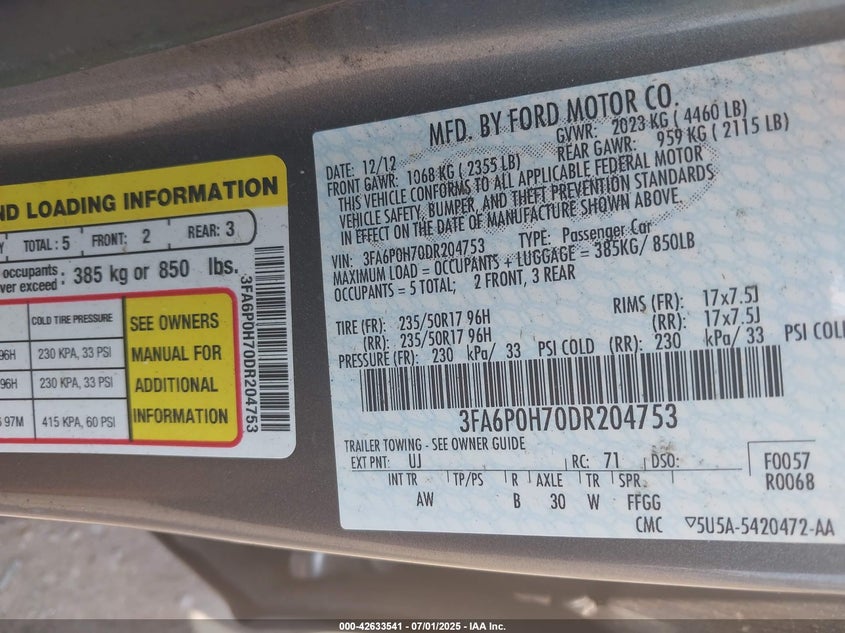 ND LOADING INFORMATION
Y TOTAL: 5 FRONT: 2 REAR: 3
occupants
ver exceed: 385 kg or 850 lbs.
COLD TIRE PRESSURE
96H 230 KPA, 33 PSI
96H 230 KPA, 33 PSI
97M 415 KPA, 60 PSI
SEE OWNERS
MANUAL FOR
ADDITIONAL
INFORMATION
3FA6P0H70DR204753
MFD. BY FORD MOTOR CO.
DATE: 12/12 GVWR: 2023 KG ( 4460 LB)
FRONT GAWR: 1068 KG ( 2355 LB) REAR GAWR: 959 KG ( 2115 LB)
THIS VEHICLE CONFORMS TO ALL APPLICABLE FEDERAL MOTOR
VEHICLE SAFETY, BUMPER, AND THEFT PREVENTION STANDARDS
IN EFFECT ON THE DATE OF MANUFACTURE SHOWN ABOVE.
VIN: 3FA6P0H70DR204753 TYPE: Passenger Car
MAXIMUM LOAD = OCCUPANTS + LUGGAGE = 385KG/ 850LB
OCCUPANTS = 5 TOTAL; 2 FRONT, 3 REAR
TIRE (FR): 235/50R17 96H RIMS (FR): 17x7.5J
(RR): 235/50R17 96H (RR): 17x7.5J
PRESSURE (FR): 230 kPa/ 33 PSI COLD (RR): 230 kPa/ 33 PSI COL
3FA6P0H70DR204753
TRAILER TOWING - SEE OWNER GUIDE
EXT PNT: UJ RC: 71 DSO: F0057
R0068
INT TR TP/PS R AXLE TR SPR
AW B 30 W FFGG
CMC ▽5U5A-5420472-AA
000-42633541 - 07/01/2025 - IAA Inc.